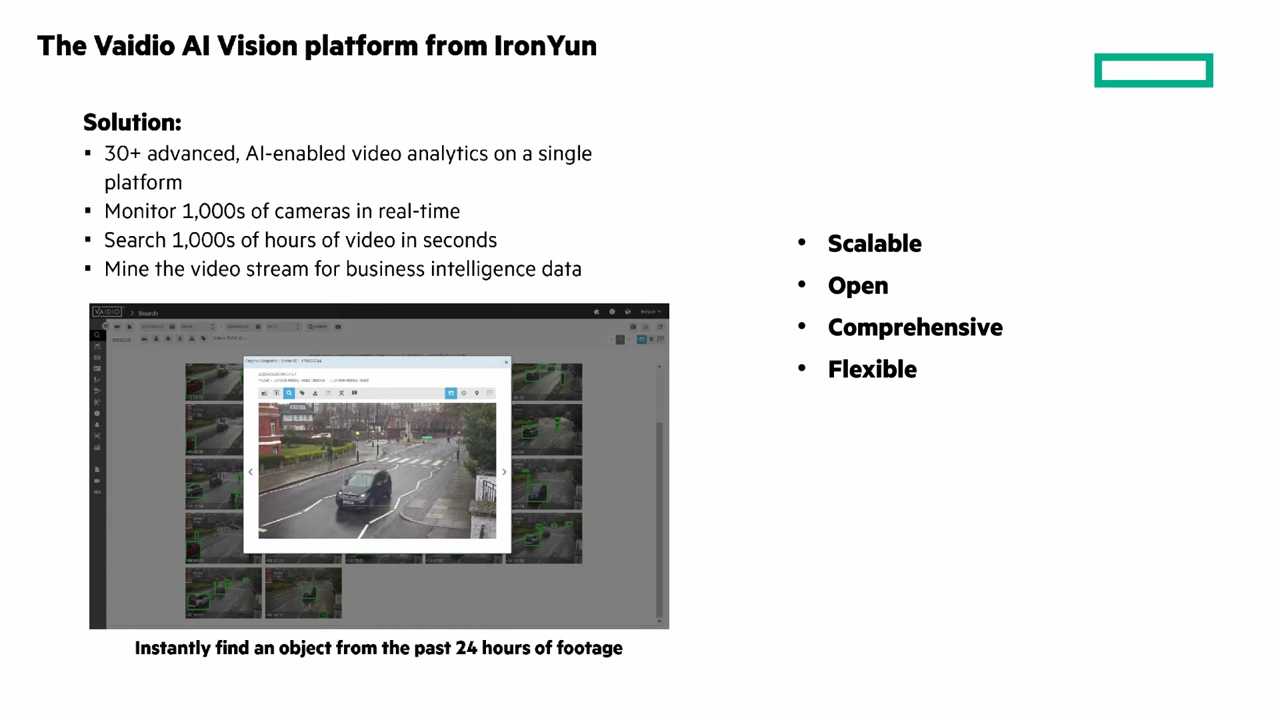 The Vaidio AI Vision platform from IronYun
Solution:
▪ 30+ advanced, AI-enabled video analytics on a single
platform
▪ Monitor 1,000s of cameras in real-time
▪ Search 1,000s of hours of video in seconds
▪ Mine the video stream for business intelligence data
• Scalable
• Open
• Comprehensive
• Flexible
VAIDIO
Search
Instantly find an object from the past 24 hours of footage